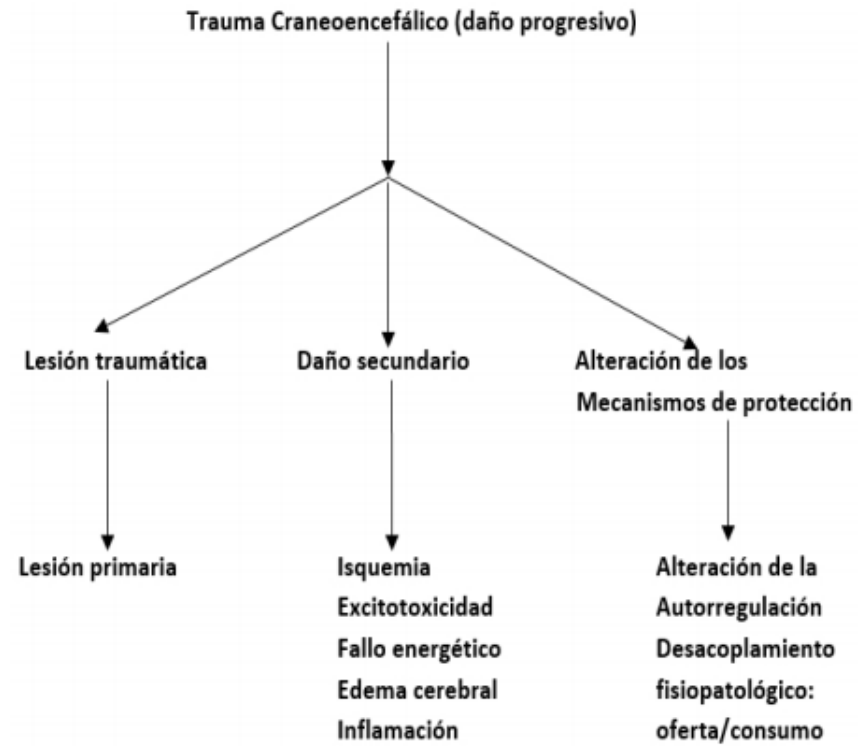 Trauma Craneoencefálico (daño progresivo)
Lesión traumática
Daño secundario
Alteración de los
Mecanismos de protección
Lesión primaria
Isquemia
Excitotoxicidad
Fallo energético
Edema cerebral
Inflamación
Alteración de la
Autorregulación
Desacoplamiento
fisiopatológico:
oferta/consumo